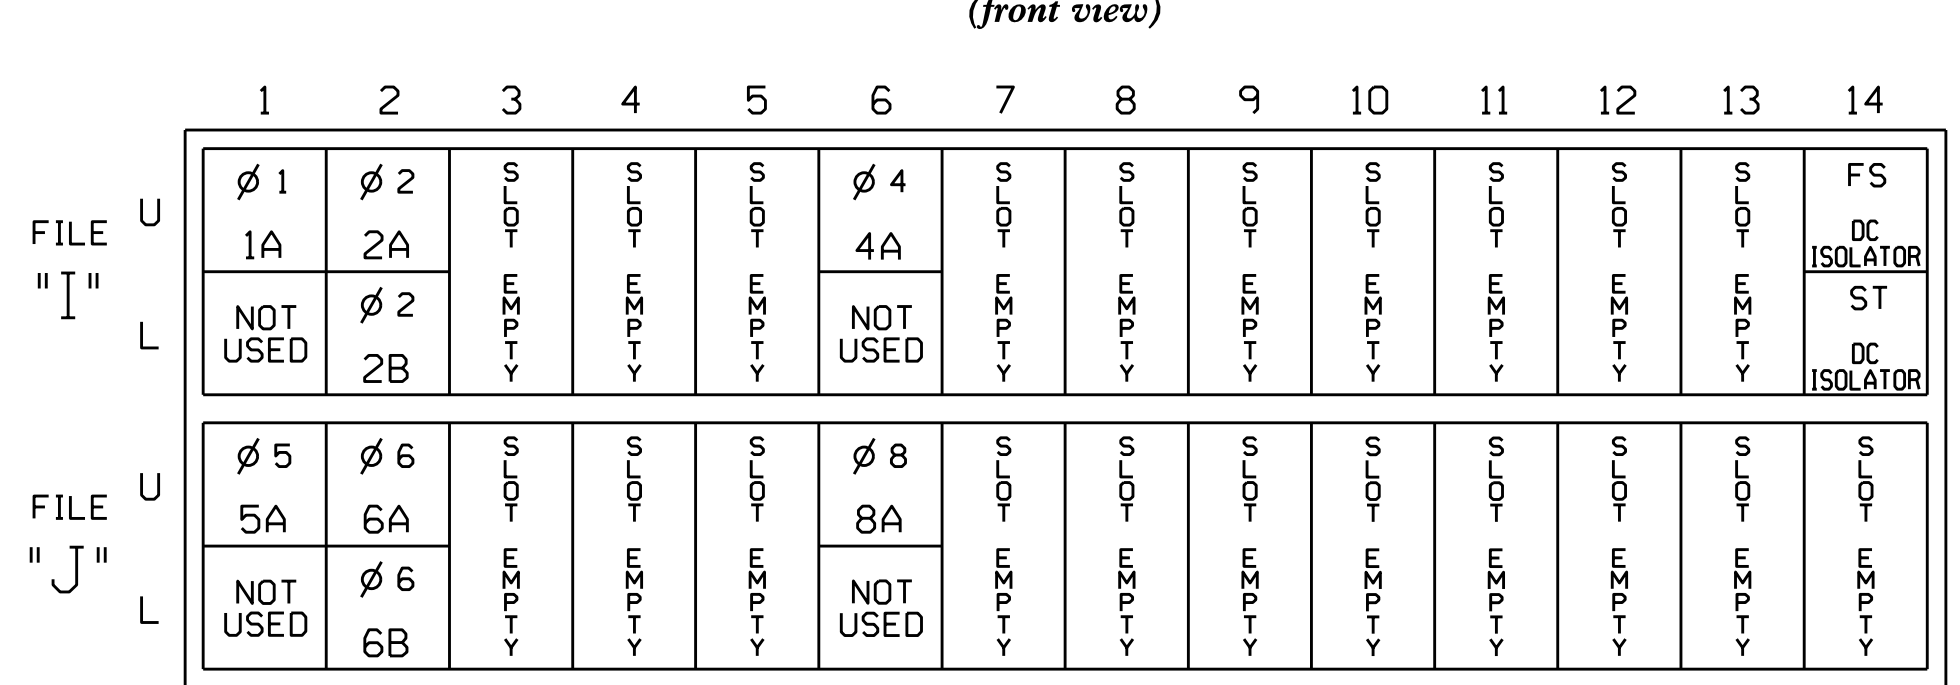 (front view)
1 2 3 4 5 6 7 8 9 10 11 12 13 14
FILE "I"
U
L
Ø 1
1A
NOT
USED
Ø 2
2A
Ø 2
2B
SLOT EMPTY
SLOT EMPTY
SLOT EMPTY
Ø 4
4A
NOT
USED
SLOT EMPTY
SLOT EMPTY
SLOT EMPTY
SLOT EMPTY
SLOT EMPTY
SLOT EMPTY
SLOT EMPTY
FS
DC
ISOLATOR
ST
DC
ISOLATOR
FILE "J"
U
L
Ø 5
5A
NOT
USED
Ø 6
6A
Ø 6
6B
SLOT EMPTY
SLOT EMPTY
SLOT EMPTY
Ø 8
8A
NOT
USED
SLOT EMPTY
SLOT EMPTY
SLOT EMPTY
SLOT EMPTY
SLOT EMPTY
SLOT EMPTY
SLOT EMPTY
SLOT EMPTY